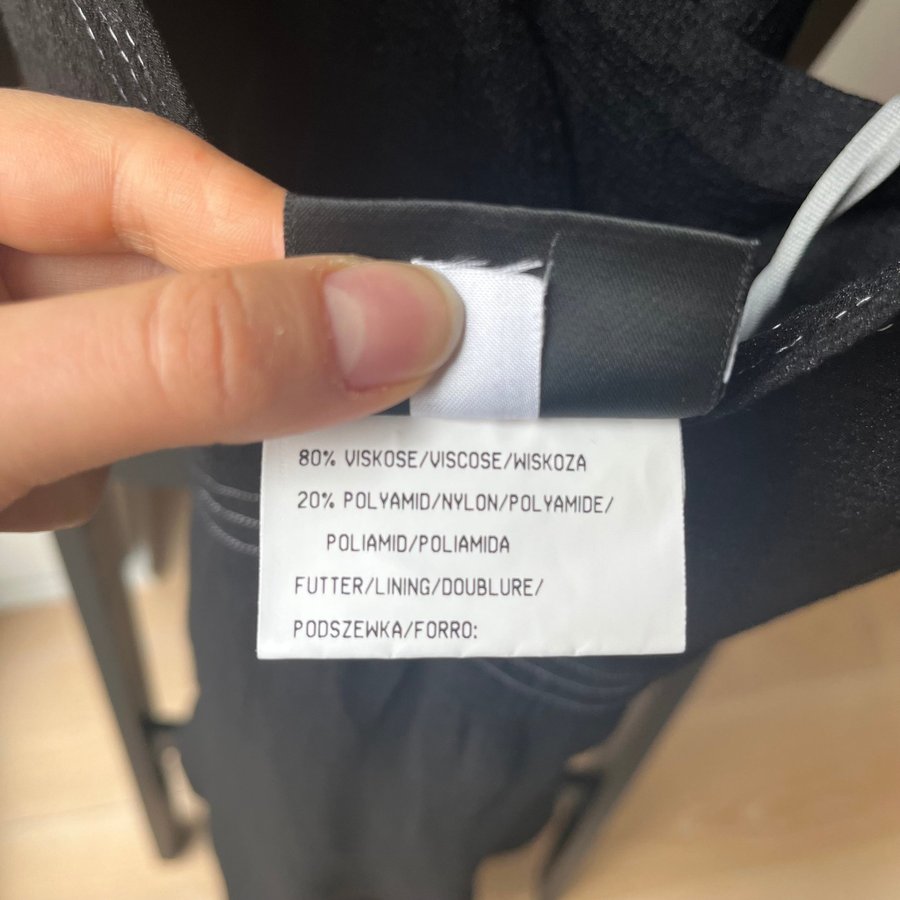 80% VISKOSE/VISCOSE/WISKOZA
20% POLYAMID/NYLON/POLYAMIDE/
POLIAMID/POLIAMIDA
FUTTER/LINING/DOUBLURE/
PODSZEWKA/FORRO: